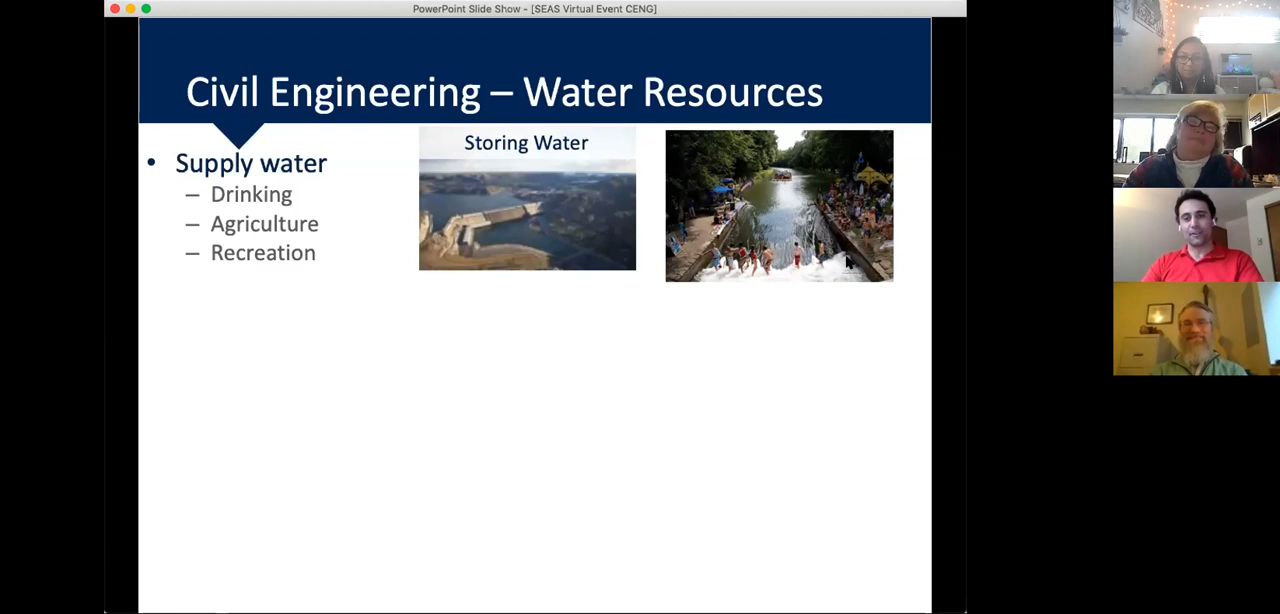 PowerPoint Slide Show - [SEAS Virtual Event CENG]
Civil Engineering – Water Resources
• Supply water
– Drinking
– Agriculture
– Recreation
Storing Water